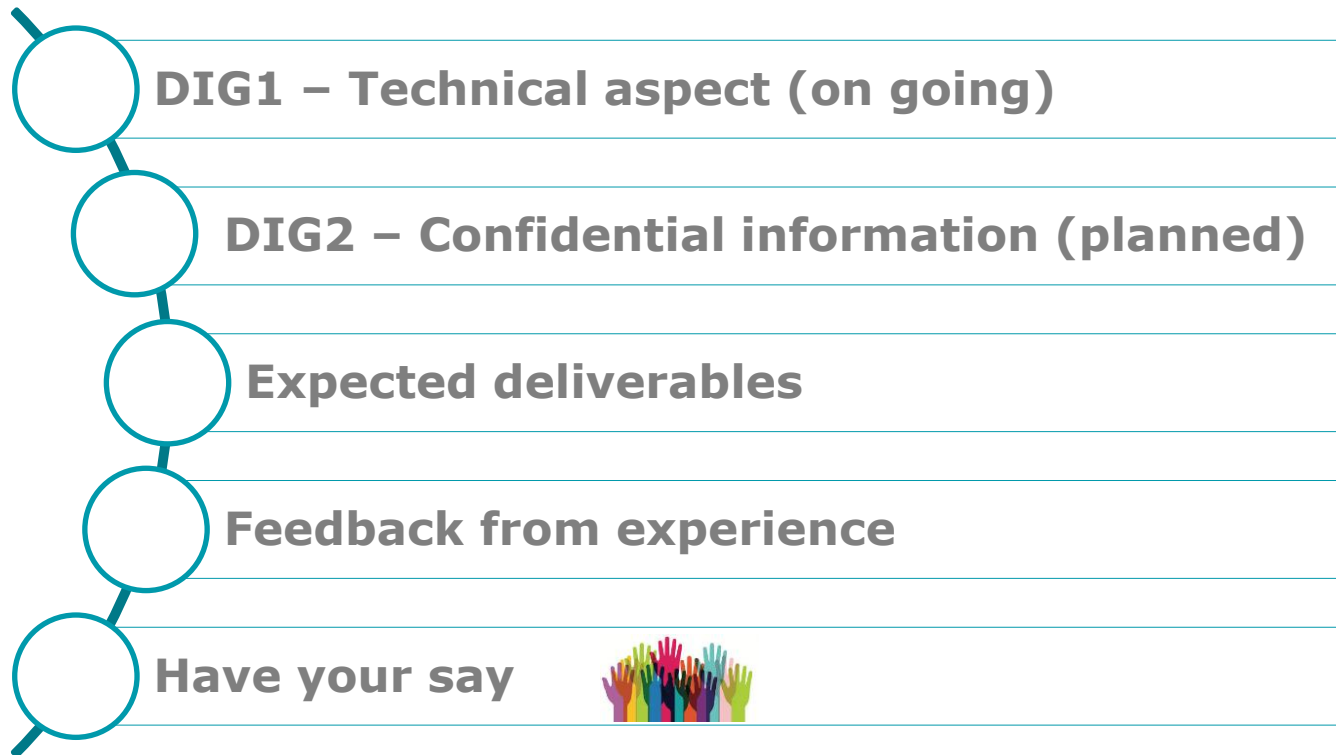 DIG1 – Technical aspect (on going)
DIG2 – Confidential information (planned)
Expected deliverables
Feedback from experience
Have your say